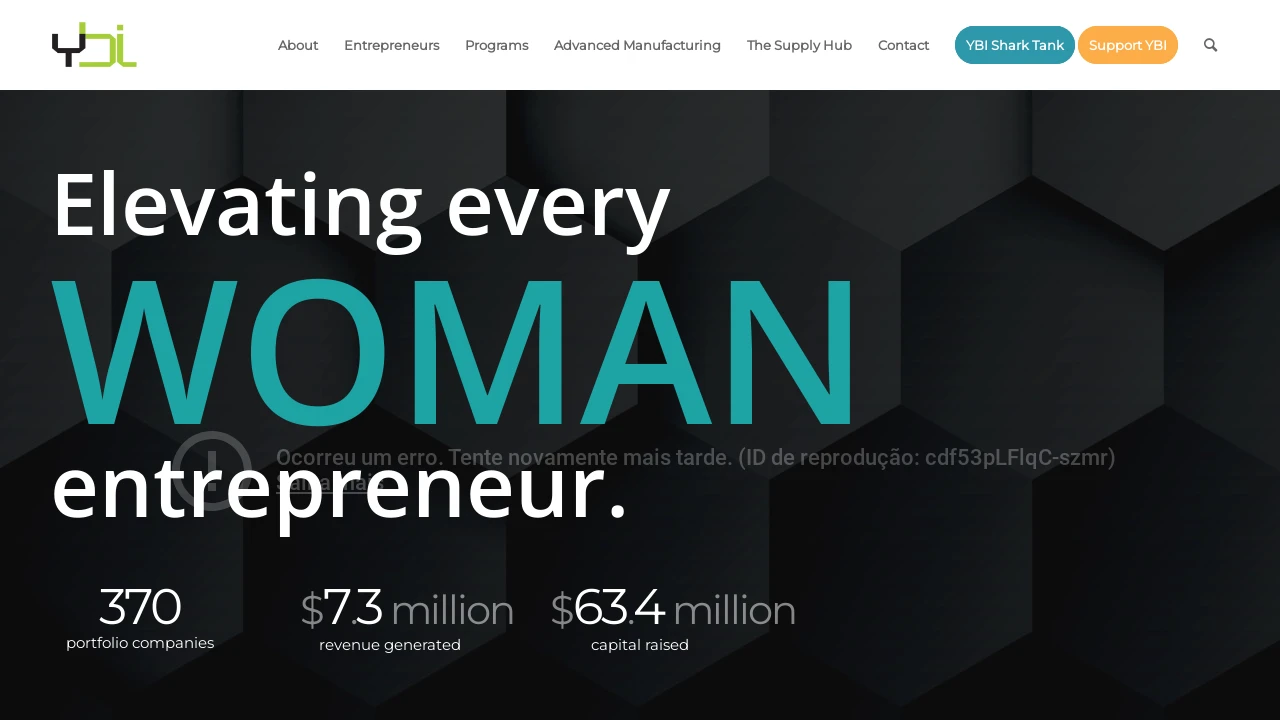 ybi
About
Entrepreneurs
Programs
Advanced Manufacturing
The Supply Hub
Contact
YBI Shark Tank
Support YBI
Elevating every
WOMAN
Ocorreu um erro. Tente novamente mais tarde. (ID de reprodução: cdf53pLFlqC-szmr)
Saiba mais
entrepreneur.
370
portfolio companies
$7.3 million
revenue generated
$63.4 million
capital raised